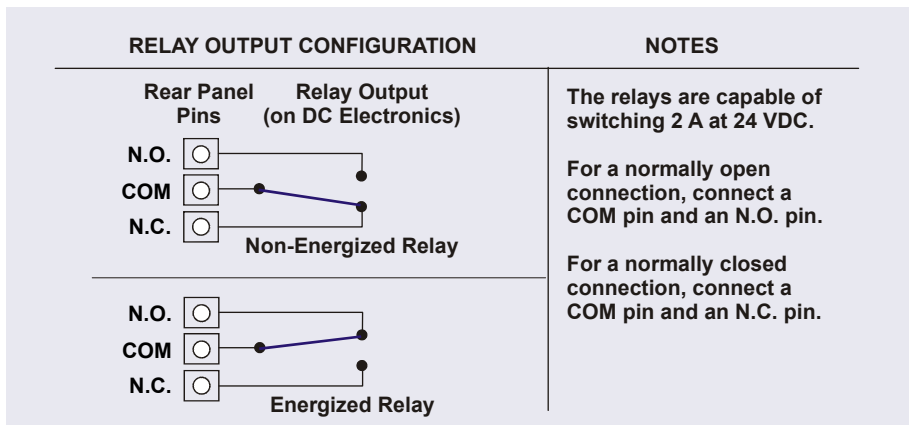 RELAY OUTPUT CONFIGURATION
NOTES
Rear Panel
Pins
Relay Output
(on DC Electronics)
N.O.
COM
N.C.
Non-Energized Relay
N.O.
COM
N.C.
Energized Relay
The relays are capable of
switching 2 A at 24 VDC.
For a normally open
connection, connect a
COM pin and an N.O. pin.
For a normally closed
connection, connect a
COM pin and an N.C. pin.